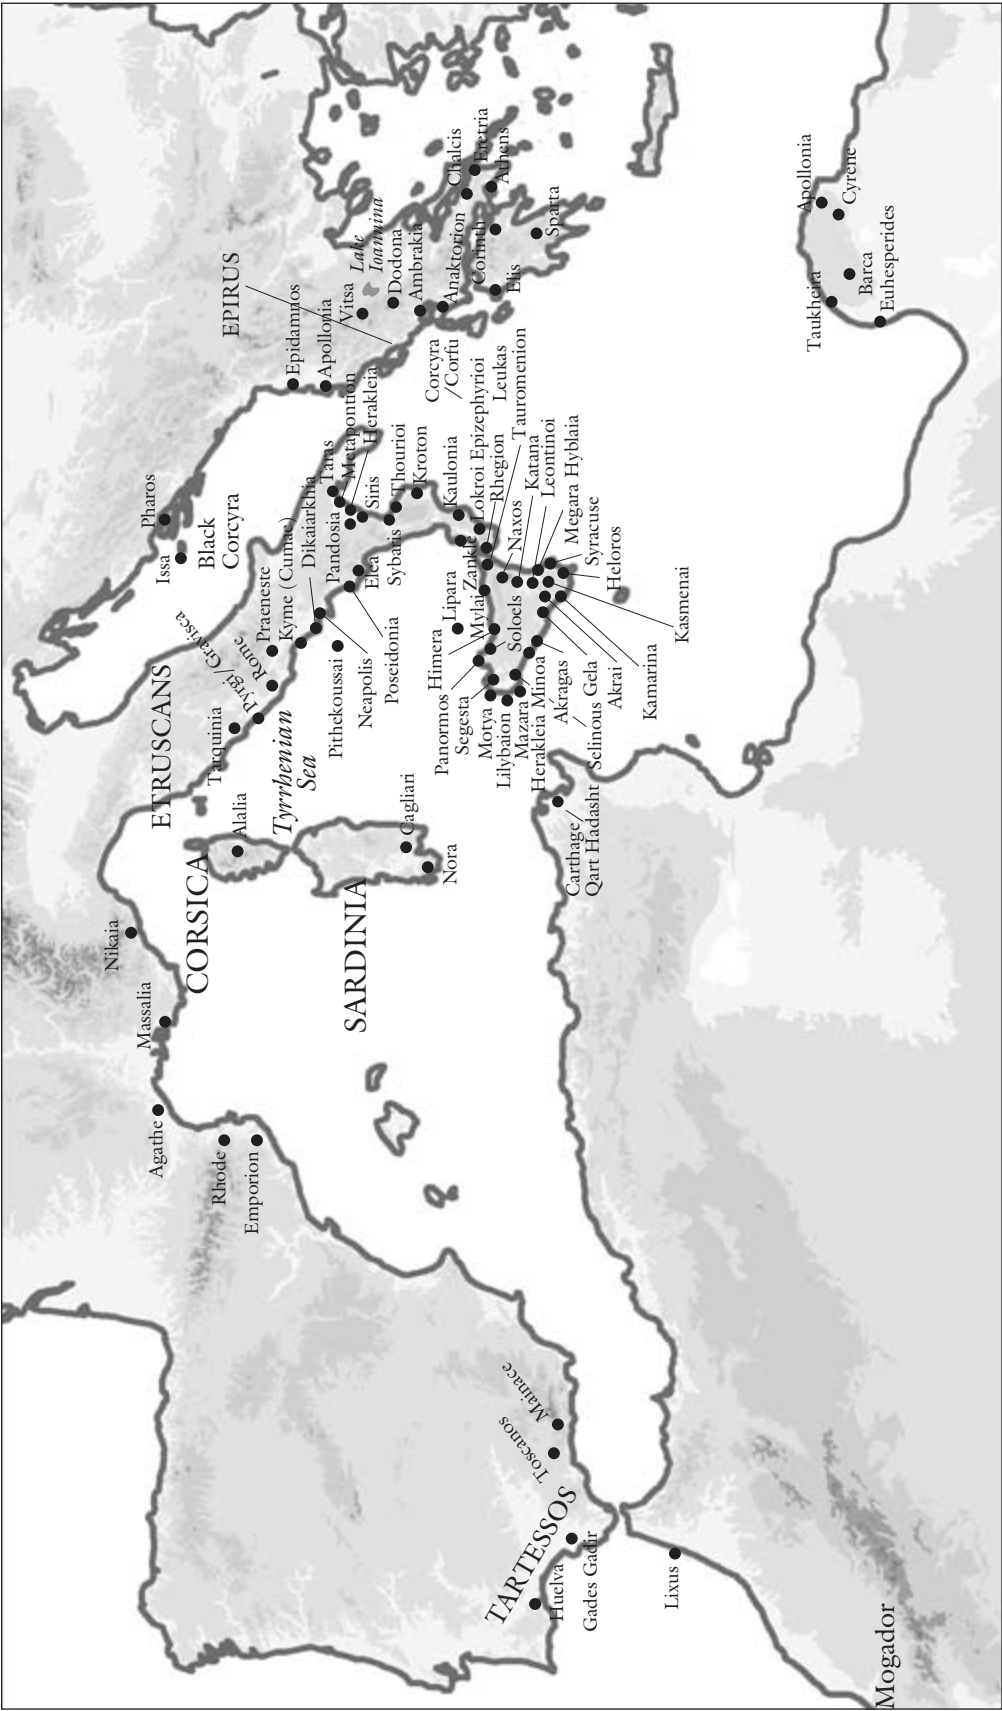 Mogador
Lixus
TARTESSOS
Huelva
Gades Gadir
Toscanos
Mainace
Rhode
Emporion
Agathe
Massalia
Nikaia
CORSICA
Alalia
SARDINIA
Cagliari
Nora
Carthage/
Qart Hadasht
ETRUSCANS
Tarquinia
Pyrgi/Gravisca
Rome
Praeneste
Kyme (Cumae)
Dikaiarkhia
Tyrrhenian
Sea
Pithekoussai
Neapolis
Poseidonia
Elea
Pandosia
Siris
Taras
Metapontion
Herakleia
Sybaris
Thourioi
Kroton
Kaulonia
Lokroi Epizephyrioi
Rhegion
Tauromenion
Lipara
Zankle
Mylai
Himera
Soloels
Panormos
Segesta
Motya
Lilybaion
Mazara
Herakleia Minoa
Akragas
Selinous
Gela
Akrai
Kamarina
Kasmenai
Naxos
Katana
Leontinoi
Megara Hyblaia
Syracuse
Heloros
Issa
Pharos
Black
Corcyra
EPIRUS
Epidamnos
Apollonia
Vitsa
Lake
Ioannina
Dodona
Ambrakia
Anaktorion
Corcyra
/Corfu
Leukas
Corinth
Elis
Sparta
Chalcis
Eretria
Athens
Taukheira
Apollonia
Cyrene
Barca
Euhesperides